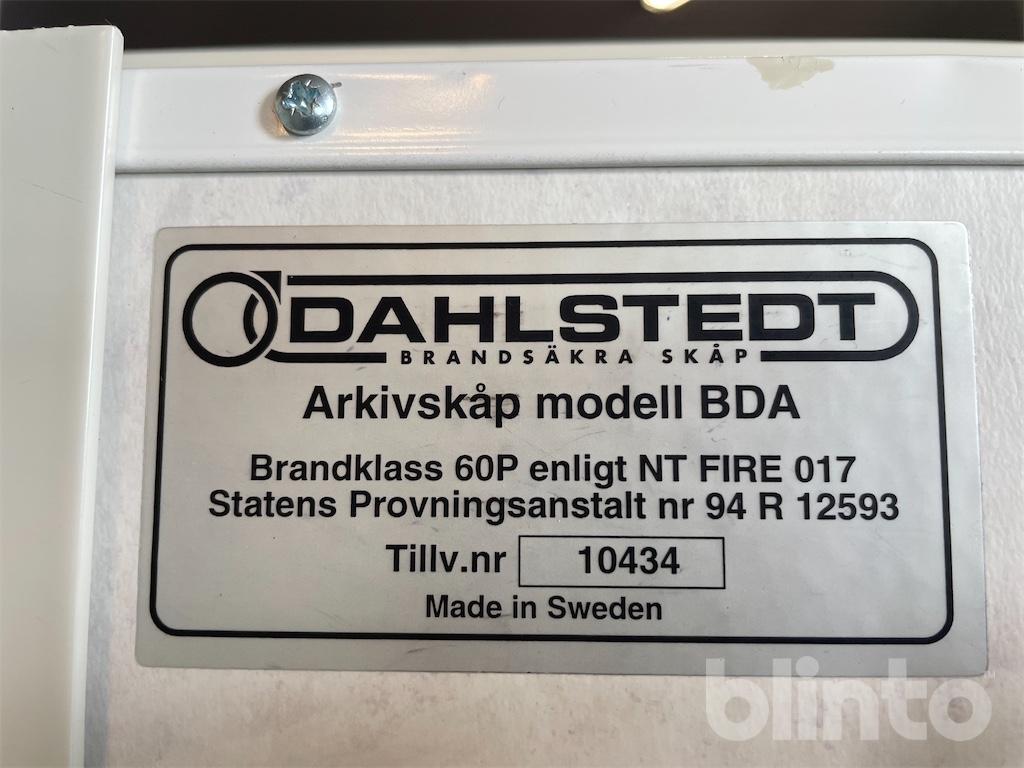 DAHLSTEDT
BRANDSÄKRA SKÅP
Arkivskåp modell BDA
Brandklass 60P enligt NT FIRE 017
Statens Provningsanstalt nr 94 R 12593
Tillv.nr 10434
Made in Sweden
blinto